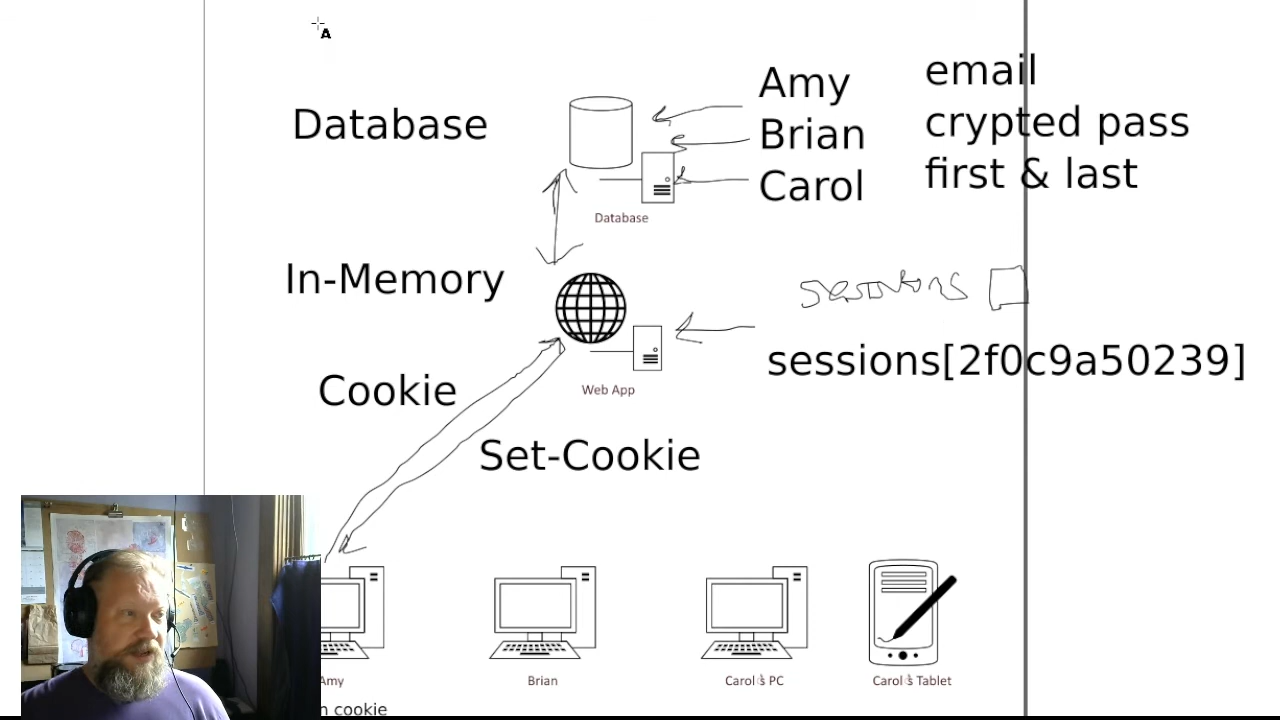 Amy
email
Database
Brian
crypted pass
Carol
first & last
Database
In-Memory
sessions
sessions[2f0c9a50239]
Cookie
Web App
Set-Cookie
Amy
Brian
Carol's PC
Carol's Tablet
cookie